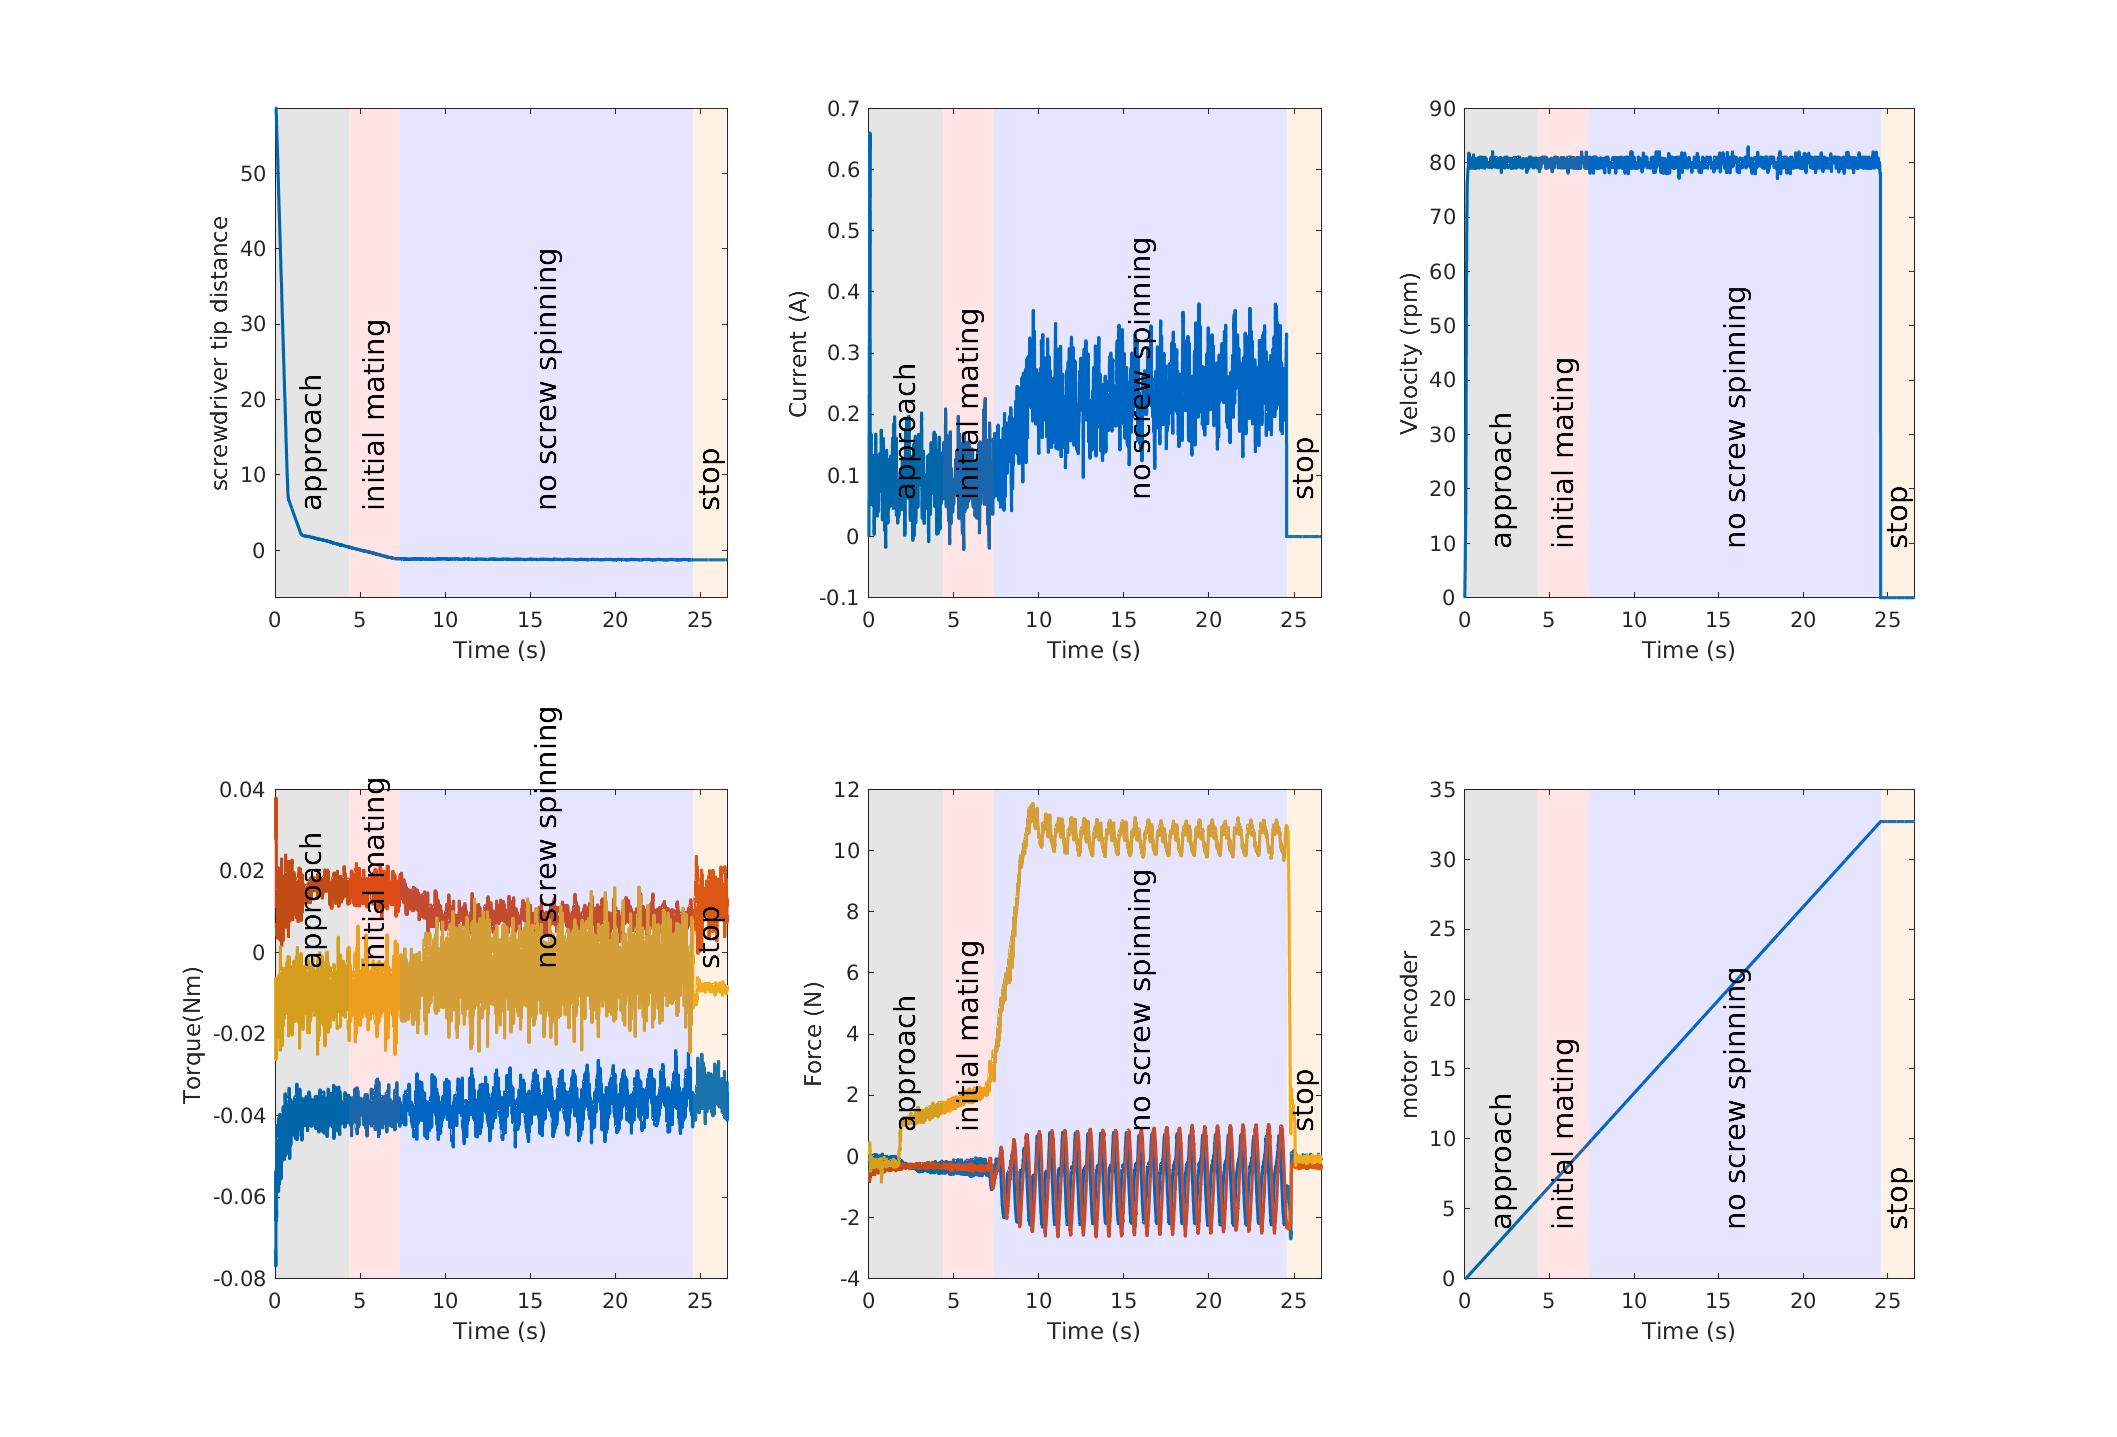 screwdriver tip distance
50
40
30
20
10
0
approach
initial mating
no screw spinning
stop
0 5 10 15 20 25
Time (s)
Current (A)
0.7
0.6
0.5
0.4
0.3
0.2
0.1
0
-0.1
approach
initial mating
no screw spinning
stop
0 5 10 15 20 25
Time (s)
Velocity (rpm)
90
80
70
60
50
40
30
20
10
0
approach
initial mating
no screw spinning
stop
0 5 10 15 20 25
Time (s)
Torque(Nm)
0.04
0.02
0
-0.02
-0.04
-0.06
-0.08
approach
initial mating
no screw spinning
stop
0 5 10 15 20 25
Time (s)
Force (N)
12
10
8
6
4
2
0
-2
-4
approach
initial mating
no screw spinning
stop
0 5 10 15 20 25
Time (s)
motor encoder
35
30
25
20
15
10
5
0
approach
initial mating
no screw spinning
stop
0 5 10 15 20 25
Time (s)